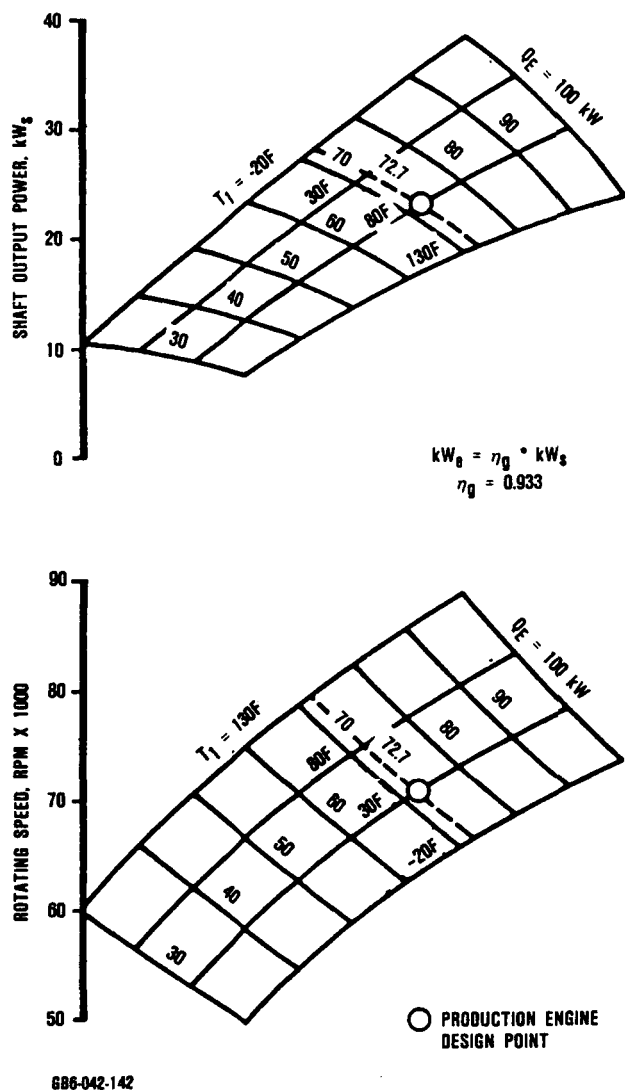 40
30
20
10
0
SHAFT OUTPUT POWER, kWs
T1 = -20F
QE = 100 kW
90
80
72.7
70
30F
60
80F
50
130F
40
30
kWe = ηg * kWs
ηg = 0.933
90
80
70
60
50
ROTATING SPEED, RPM X 1000
T1 = 130F
QE = 100 kW
90
80
70
72.7
80F
60
30F
50
-20F
40
30
PRODUCTION ENGINE
DESIGN POINT
GB6-042-142